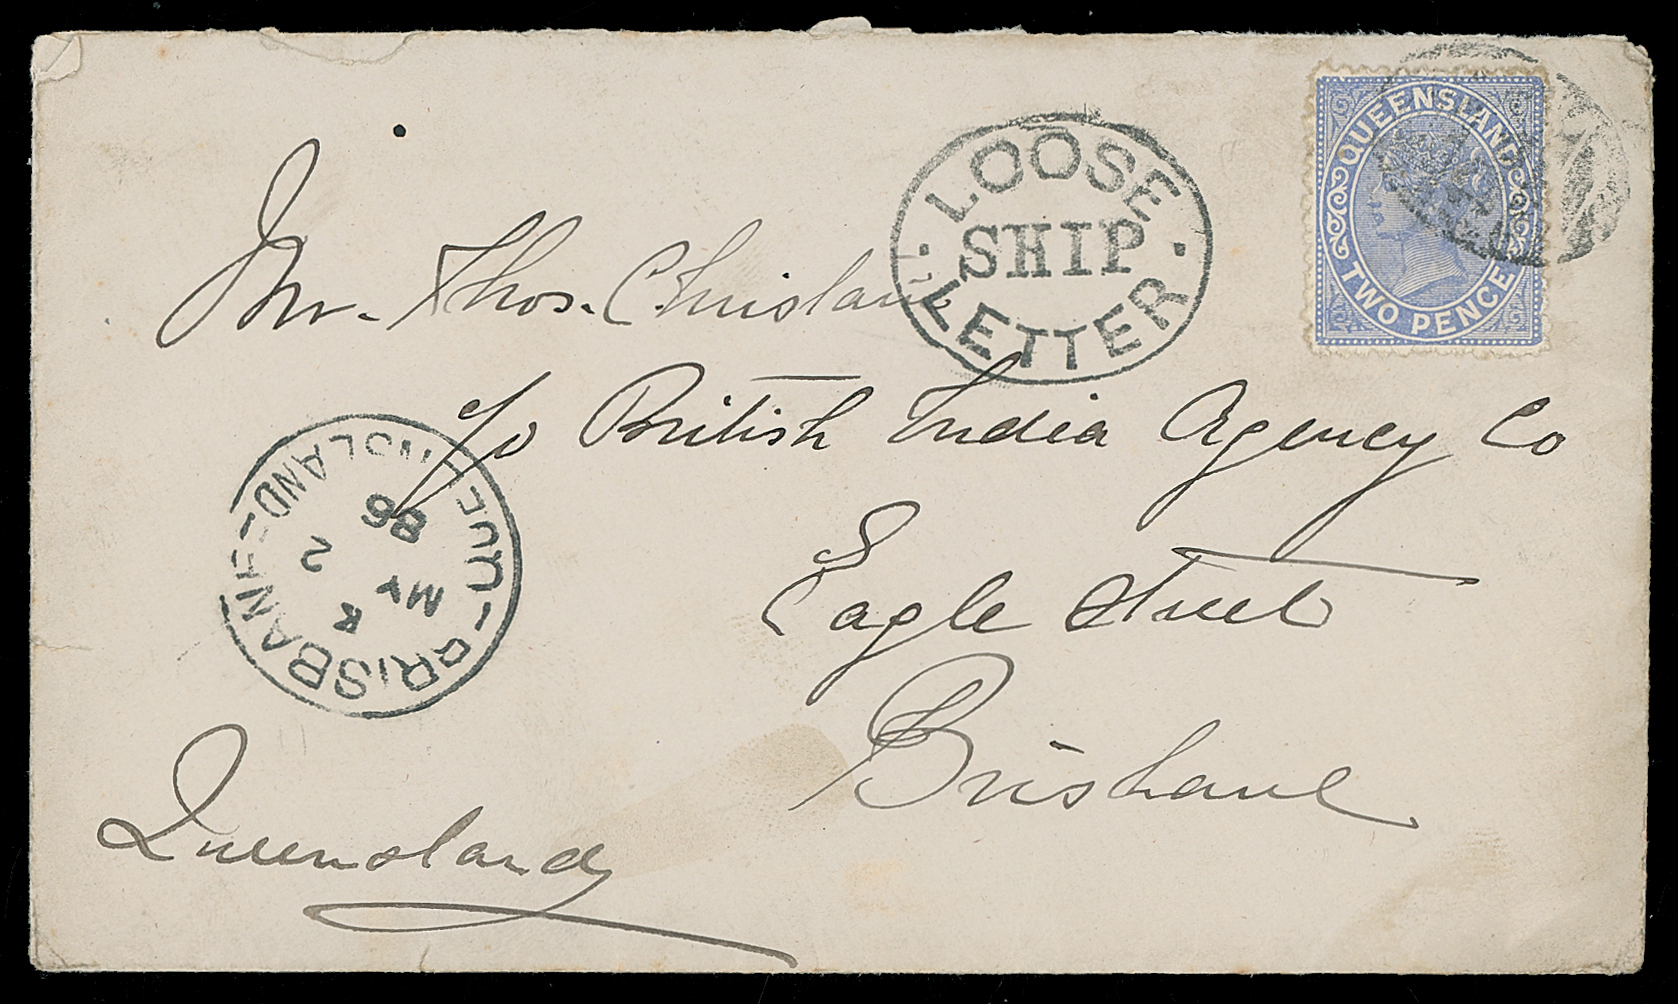 QUEENSLAND
TWO PENCE
LOOSE
SHIP
LETTER
Mr. Thos. Chrisland
c/o British India Agency Co
Eagle Street
Brisbane
Queensland
BRISBANE
MY 2
86
QUEENSLAND